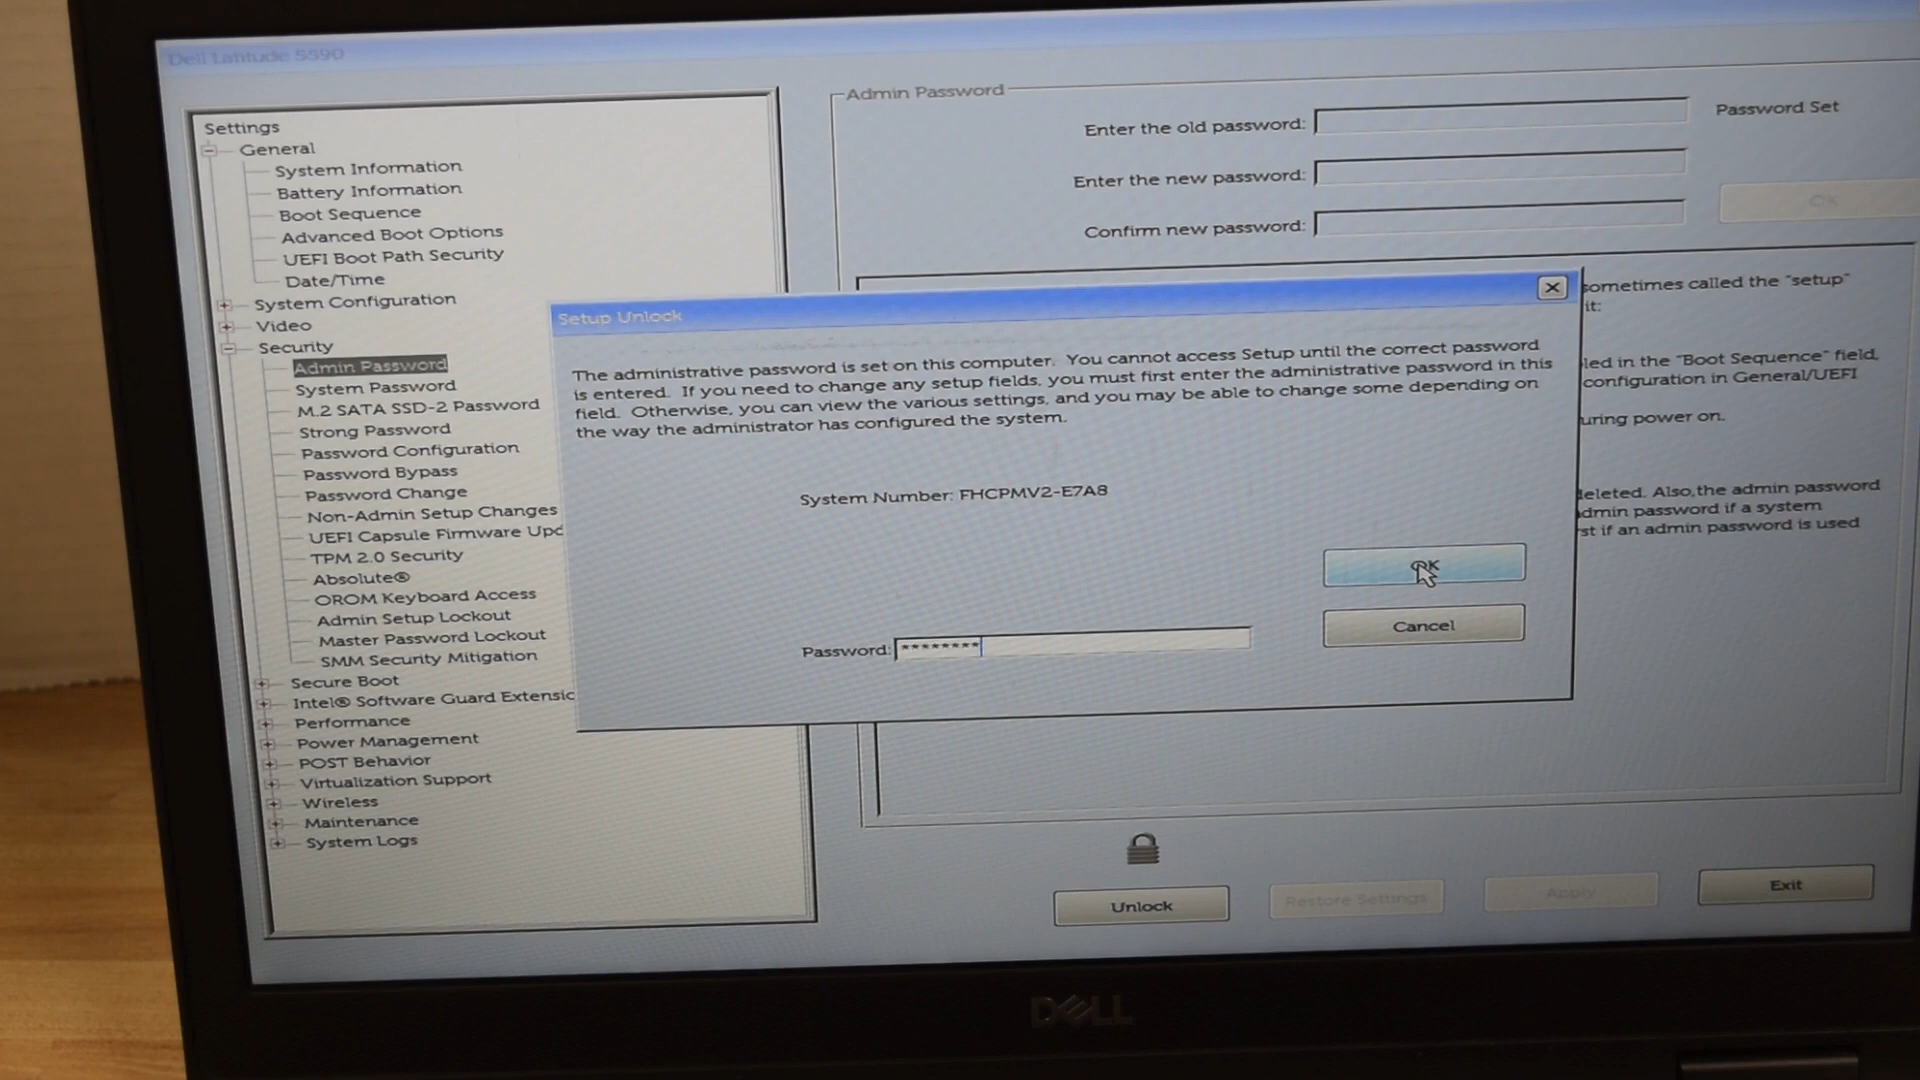 Dell Latitude 5590
Settings
General
System Information
Battery Information
Boot Sequence
Advanced Boot Options
UEFI Boot Path Security
Date/Time
System Configuration
Video
Security
Admin Password
System Password
M.2 SATA SSD-2 Password
Strong Password
Password Configuration
Password Bypass
Password Change
Non-Admin Setup Changes
UEFI Capsule Firmware Upd
TPM 2.0 Security
Absolute®
OROM Keyboard Access
Admin Setup Lockout
Master Password Lockout
SMM Security Mitigation
Secure Boot
Intel® Software Guard Extensic
Performance
Power Management
POST Behavior
Virtualization Support
Wireless
Maintenance
System Logs
Admin Password
Enter the old password:
Password Set
Enter the new password:
OK
Confirm new password:
sometimes called the "setup"
it:
led in the "Boot Sequence" field,
configuration in General/UEFI
uring power on.
deleted. Also,the admin password
dmin password if a system
st if an admin password is used
Setup Unlock
The administrative password is set on this computer. You cannot access Setup until the correct password
is entered. If you need to change any setup fields, you must first enter the administrative password in this
field. Otherwise, you can view the various settings, and you may be able to change some depending on
the way the administrator has configured the system.
System Number: FHCPMV2-E7A8
OK
Cancel
Password: ********
Unlock
Restore Settings
Apply
Exit
DELL